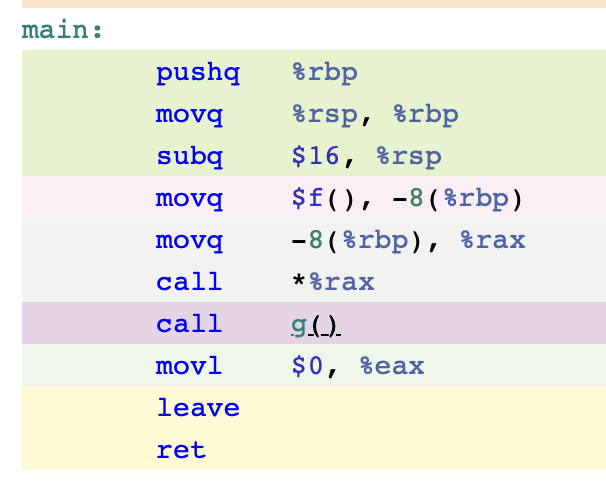 main:
pushq %rbp
movq %rsp, %rbp
subq $16, %rsp
movq $f(), -8(%rbp)
movq -8(%rbp), %rax
call *%rax
call g()
movl $0, %eax
leave
ret